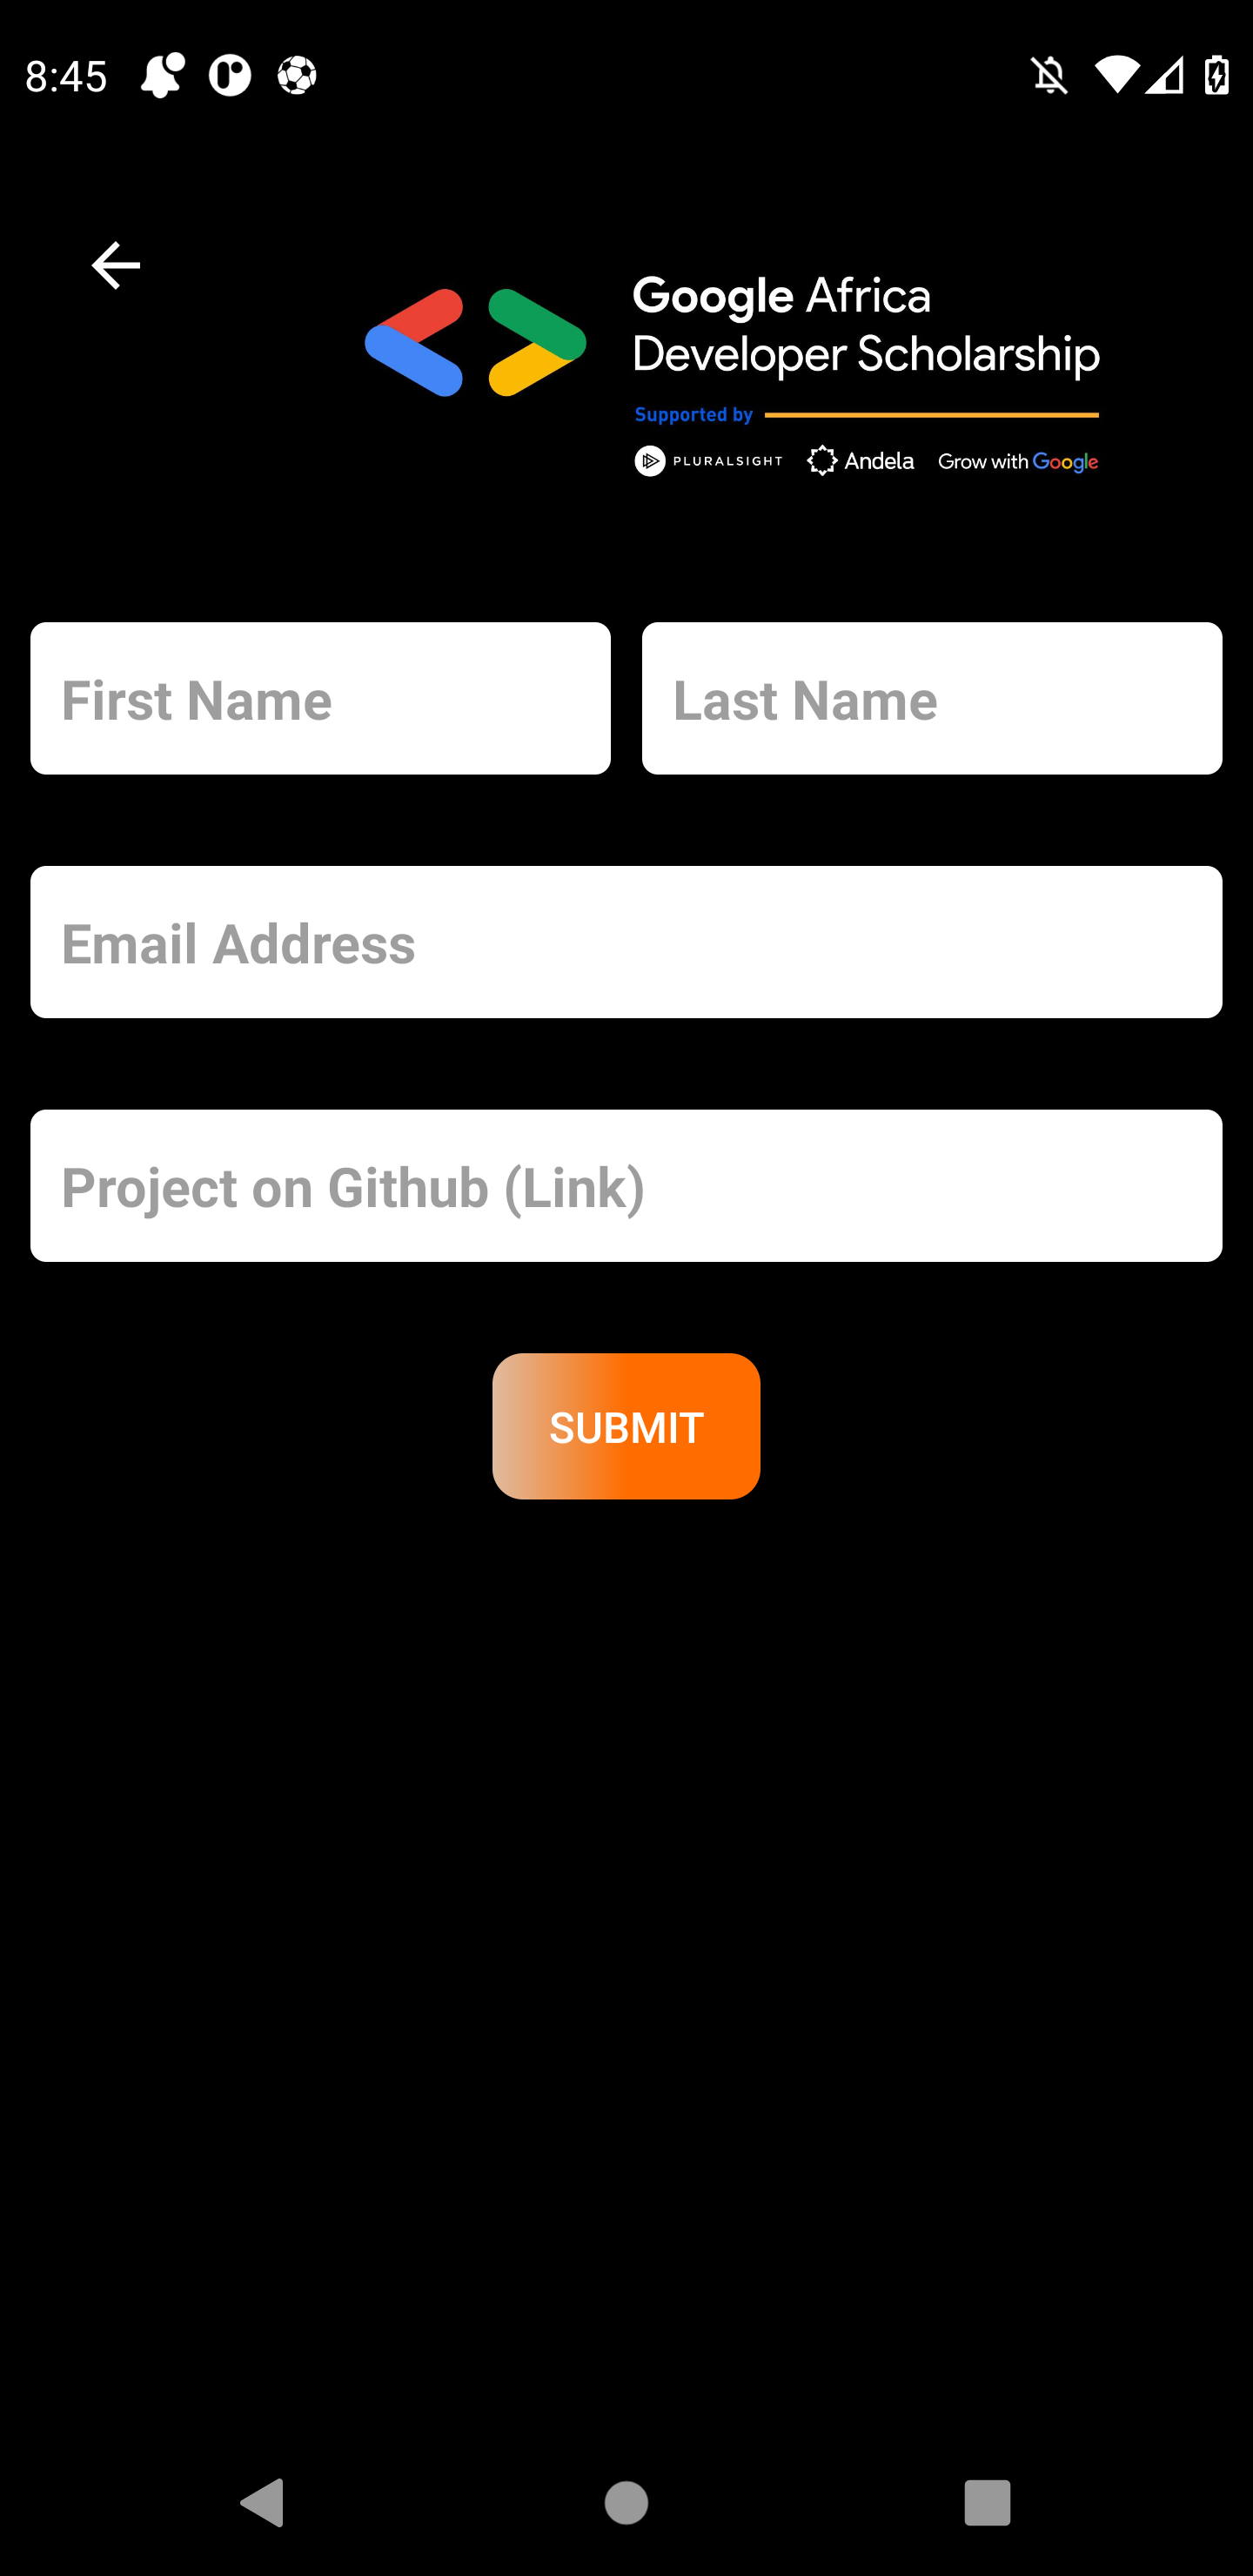 8:45
Google Africa
Developer Scholarship
Supported by
PLURALSIGHT Andela Grow with Google
First Name Last Name
Email Address
Project on Github (Link)
SUBMIT